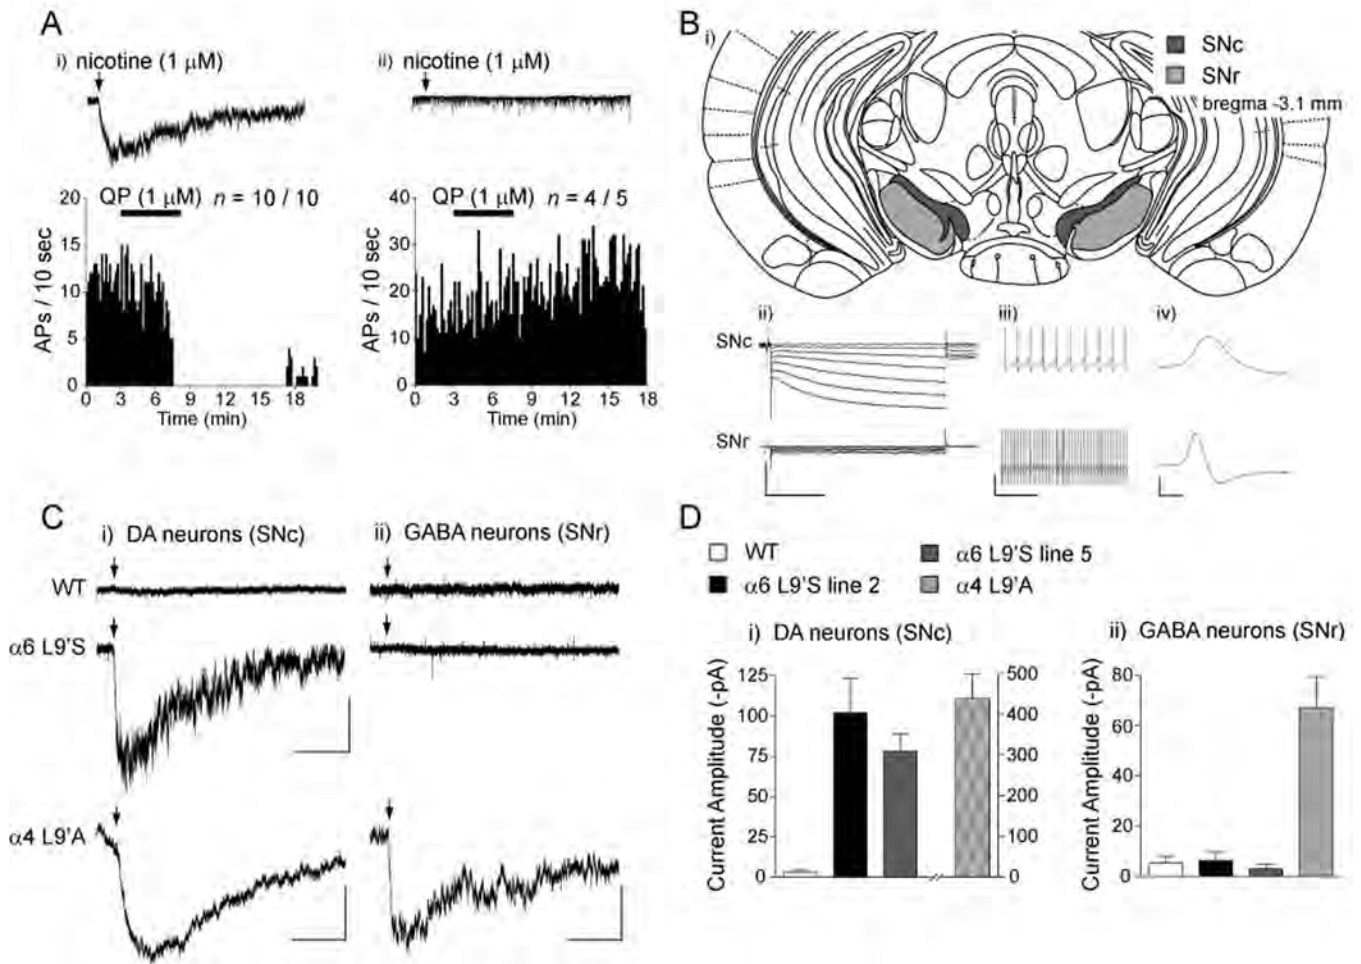 A
i) nicotine (1 μM)
QP (1 μM) n = 10 / 10
20
15
10
5
0
APs / 10 sec
0 3 6 9 12 15 18
Time (min)
ii) nicotine (1 μM)
QP (1 μM) n = 4 / 5
40
30
20
10
0
APs / 10 sec
0 3 6 9 12 15 18
Time (min)
B
i)
SNc
SNr
bregma -3.1 mm
ii) iii) iv)
SNc
SNr
C
i) DA neurons (SNc) ii) GABA neurons (SNr)
WT
α6 L9'S
α4 L9'A
D
WT α6 L9'S line 5
α6 L9'S line 2 α4 L9'A
i) DA neurons (SNc)
125
100
75
50
25
0
Current Amplitude (-pA)
500
400
300
200
100
0
ii) GABA neurons (SNr)
80
60
40
20
0
Current Amplitude (-pA)